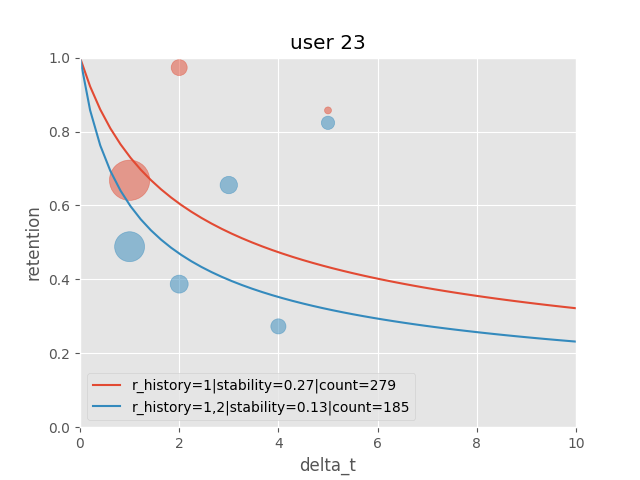 user 23
1.0
0.8
0.6
0.4
0.2
0.0
retention
r_history=1|stability=0.27|count=279
r_history=1,2|stability=0.13|count=185
0 2 4 6 8 10
delta_t